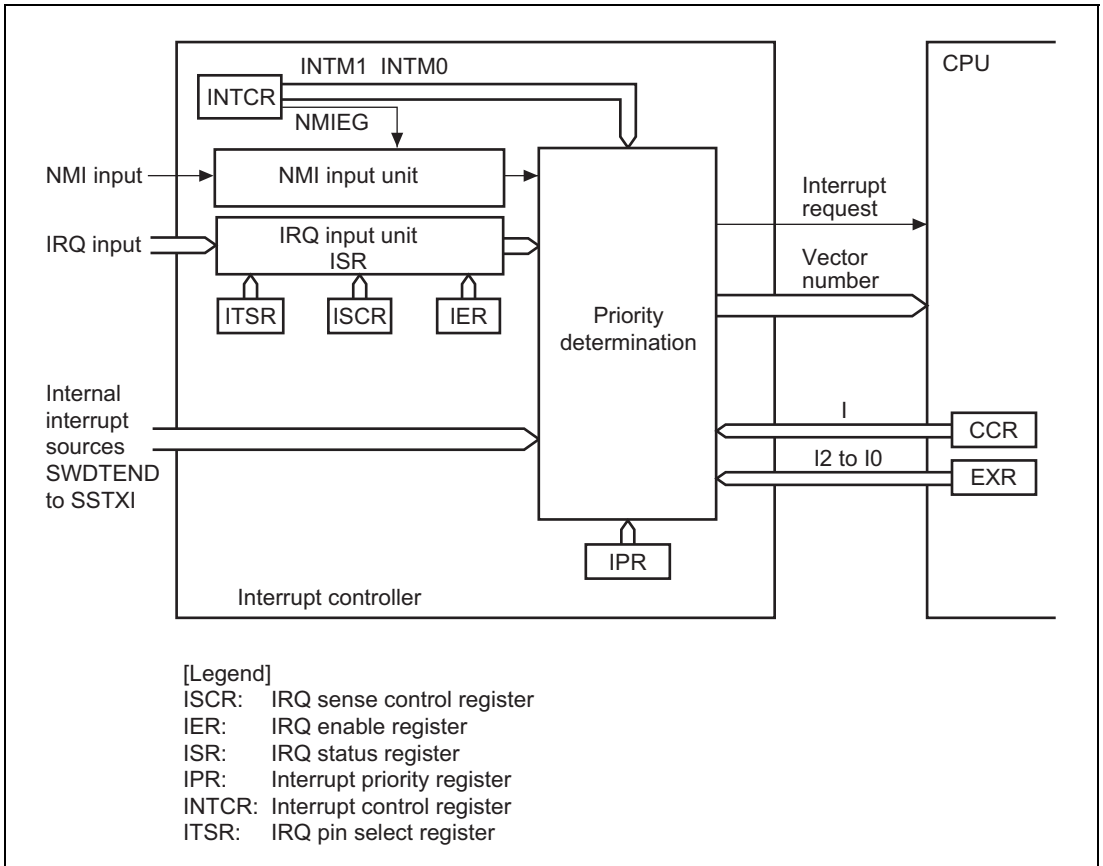 INTM1 INTM0
CPU
INTCR
NMIEG
NMI input
NMI input unit
Interrupt
request
IRQ input
IRQ input unit
ISR
Vector
number
ITSR
ISCR
IER
Priority
determination
Internal
interrupt
sources
SWDTEND
to SSTXI
I
CCR
I2 to I0
EXR
IPR
Interrupt controller
[Legend]
ISCR: IRQ sense control register
IER: IRQ enable register
ISR: IRQ status register
IPR: Interrupt priority register
INTCR: Interrupt control register
ITSR: IRQ pin select register